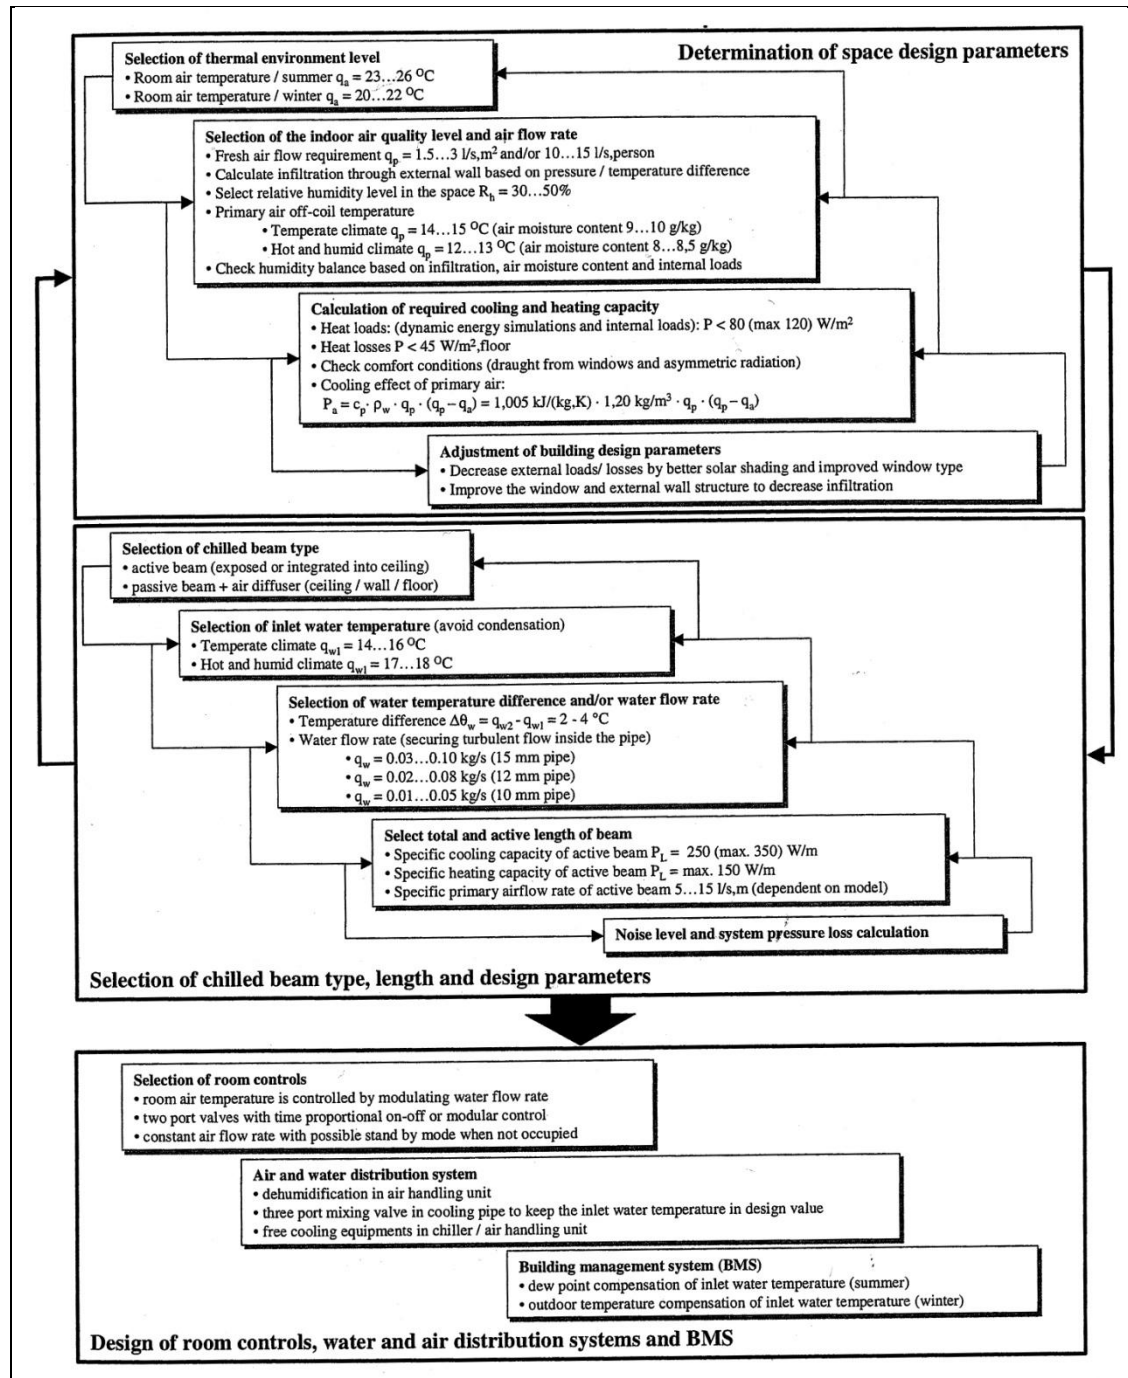 Determination of space design parameters
Selection of thermal environment level
• Room air temperature / summer qₐ = 23...26 ᴼC
• Room air temperature / winter qₐ = 20...22 ᴼC
Selection of the indoor air quality level and air flow rate
• Fresh air flow requirement qₚ = 1.5...3 l/s,m² and/or 10...15 l/s,person
• Calculate infiltration through external wall based on pressure / temperature difference
• Select relative humidity level in the space Rₕ = 30...50%
• Primary air off-coil temperature
• Temperate climate qₚ = 14...15 ᴼC (air moisture content 9...10 g/kg)
• Hot and humid climate qₚ = 12...13 ᴼC (air moisture content 8...8,5 g/kg)
• Check humidity balance based on infiltration, air moisture content and internal loads
Calculation of required cooling and heating capacity
• Heat loads: (dynamic energy simulations and internal loads): P < 80 (max 120) W/m²
• Heat losses P < 45 W/m²,floor
• Check comfort conditions (draught from windows and asymmetric radiation)
• Cooling effect of primary air:
Pₐ = cₚ· ρ_w · qₚ · (qₚ – qₐ) = 1,005 kJ/(kg,K) · 1,20 kg/m³ · qₚ · (qₚ – qₐ)
Adjustment of building design parameters
• Decrease external loads/ losses by better solar shading and improved window type
• Improve the window and external wall structure to decrease infiltration
Selection of chilled beam type
• active beam (exposed or integrated into ceiling)
• passive beam + air diffuser (ceiling / wall / floor)
Selection of inlet water temperature (avoid condensation)
• Temperate climate q_w1 = 14...16 ᴼC
• Hot and humid climate q_w1 = 17...18 ᴼC
Selection of water temperature difference and/or water flow rate
• Temperature difference Δθ_w = q_w2 - q_w1 = 2 - 4 °C
• Water flow rate (securing turbulent flow inside the pipe)
• q_w = 0.03...0.10 kg/s (15 mm pipe)
• q_w = 0.02...0.08 kg/s (12 mm pipe)
• q_w = 0.01...0.05 kg/s (10 mm pipe)
Select total and active length of beam
• Specific cooling capacity of active beam P_L = 250 (max. 350) W/m
• Specific heating capacity of active beam P_L = max. 150 W/m
• Specific primary airflow rate of active beam 5...15 l/s,m (dependent on model)
Noise level and system pressure loss calculation
Selection of chilled beam type, length and design parameters
Selection of room controls
• room air temperature is controlled by modulating water flow rate
• two port valves with time proportional on-off or modular control
• constant air flow rate with possible stand by mode when not occupied
Air and water distribution system
• dehumidification in air handling unit
• three port mixing valve in cooling pipe to keep the inlet water temperature in design value
• free cooling equipments in chiller / air handling unit
Building management system (BMS)
• dew point compensation of inlet water temperature (summer)
• outdoor temperature compensation of inlet water temperature (winter)
Design of room controls, water and air distribution systems and BMS